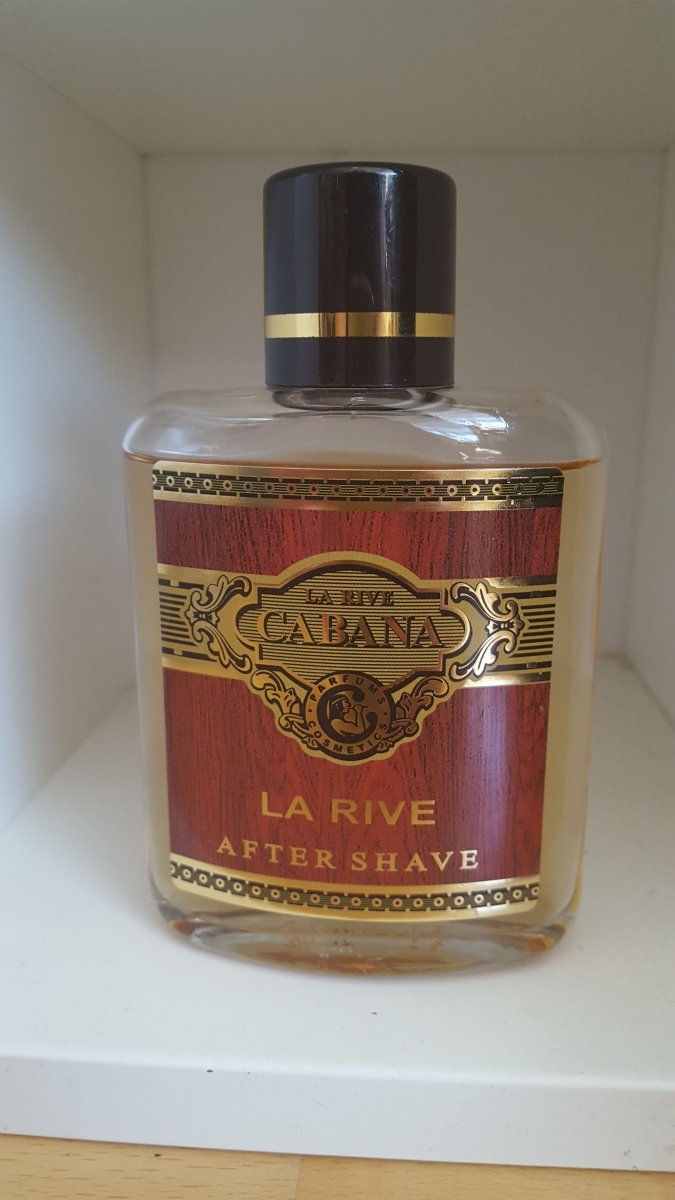 LA RIVE
CABANA
PARFUMS
COSMETICS
LA RIVE
AFTER SHAVE